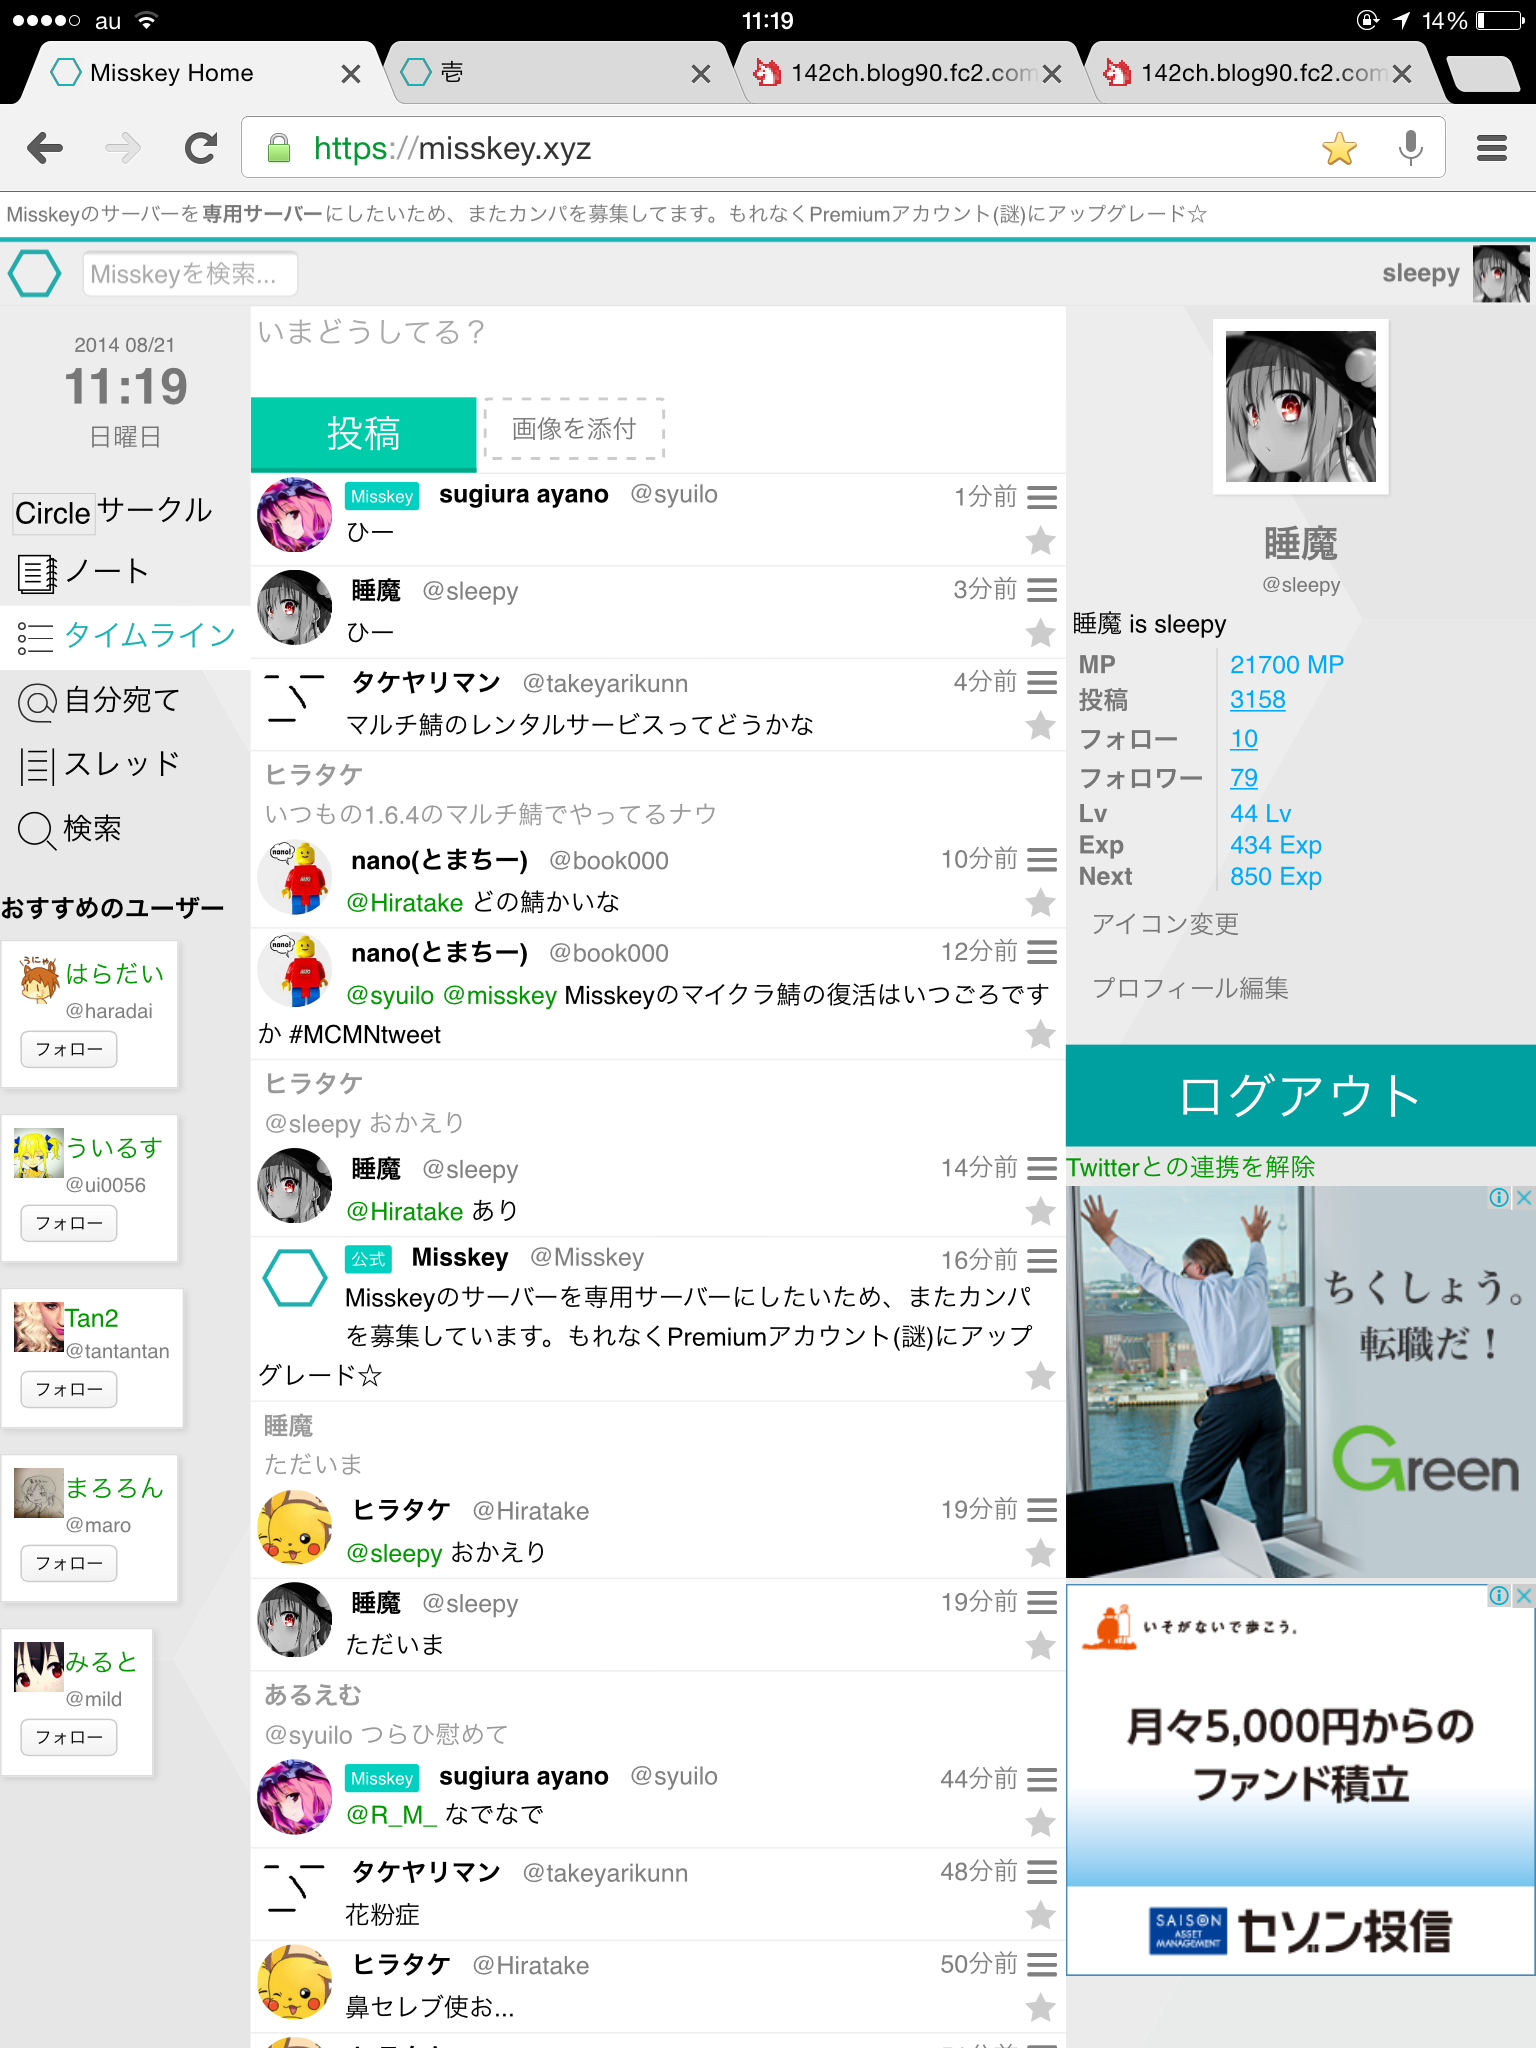 au 11:19 14%
Misskey Home
壱
142ch.blog90.fc2.com
142ch.blog90.fc2.com
https://misskey.xyz
Misskeyのサーバーを専用サーバーにしたいため、またカンパを募集してます。もれなくPremiumアカウント(謎)にアップグレード☆
Misskeyを検索...
sleepy
2014 08/21
11:19
日曜日
Circleサークル
ノート
タイムライン
自分宛て
スレッド
検索
おすすめのユーザー
はらだい
@haradai
フォロー
ういるす
@ui0056
フォロー
Tan2
@tantantan
フォロー
まろろん
@maro
フォロー
みると
@mild
フォロー
いまどうしてる？
投稿
画像を添付
Misskey sugiura ayano @syuilo 1分前
ひー
睡魔 @sleepy 3分前
ひー
タケヤリマン @takeyarikunn 4分前
マルチ鯖のレンタルサービスってどうかな
ヒラタケ
いつもの1.6.4のマルチ鯖でやってるナウ
nano(とまちー) @book000 10分前
@Hiratake どの鯖かいな
nano(とまちー) @book000 12分前
@syuilo @misskey Misskeyのマイクラ鯖の復活はいつごろです
か #MCMNtweet
ヒラタケ
@sleepy おかえり
睡魔 @sleepy 14分前
@Hiratake あり
公式 Misskey @Misskey 16分前
Misskeyのサーバーを専用サーバーにしたいため、またカンパ
を募集しています。もれなくPremiumアカウント(謎)にアップ
グレード☆
睡魔
ただいま
ヒラタケ @Hiratake 19分前
@sleepy おかえり
睡魔 @sleepy 19分前
ただいま
あるえむ
@syuilo つらひ慰めて
Misskey sugiura ayano @syuilo 44分前
@R_M_ なでなで
タケヤリマン @takeyarikunn 48分前
花粉症
ヒラタケ @Hiratake 50分前
鼻セレブ使お...
睡魔
@sleepy
睡魔 is sleepy
MP 21700 MP
投稿 3158
フォロー 10
フォロワー 79
Lv 44 Lv
Exp 434 Exp
Next 850 Exp
アイコン変更
プロフィール編集
ログアウト
Twitterとの連携を解除
ちくしょう。
転職だ！
Green
いそがないで歩こう。
月々5,000円からの
ファンド積立
SAISON
ASSET
MANAGEMENT
セゾン投信